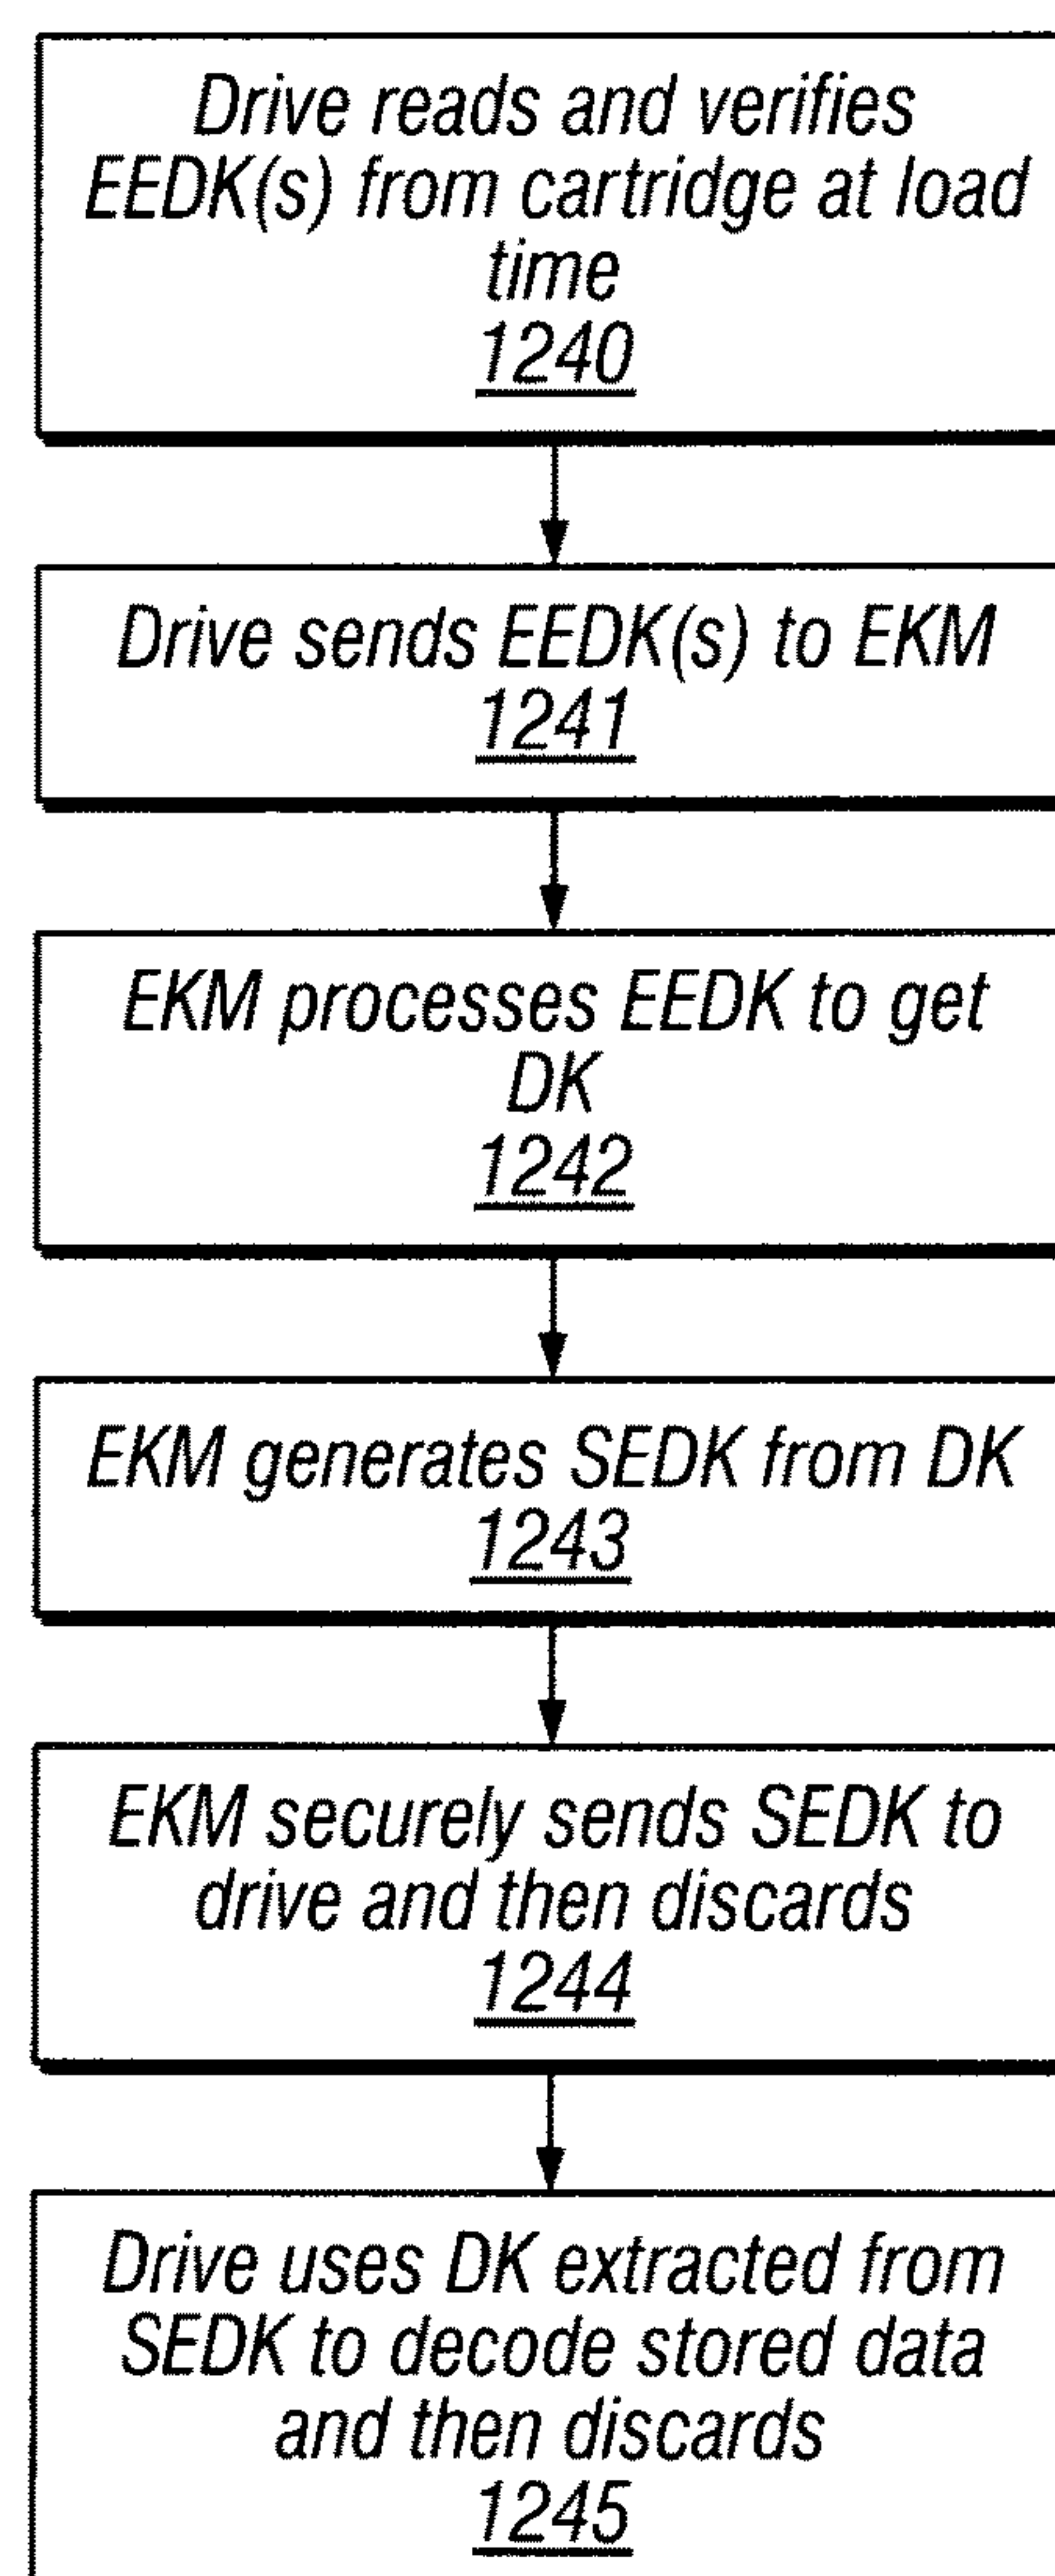 Drive reads and verifies
EEDK(s) from cartridge at load
time
1240
Drive sends EEDK(s) to EKM
1241
EKM processes EEDK to get
DK
1242
EKM generates SEDK from DK
1243
EKM securely sends SEDK to
drive and then discards
1244
Drive uses DK extracted from
SEDK to decode stored data
and then discards
1245